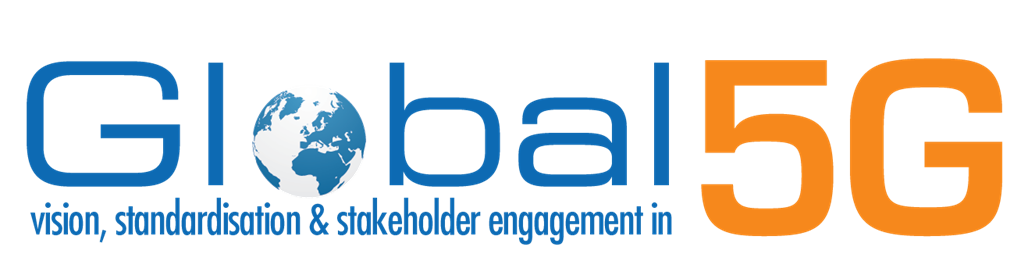 Global 5G
vision, standardisation & stakeholder engagement in